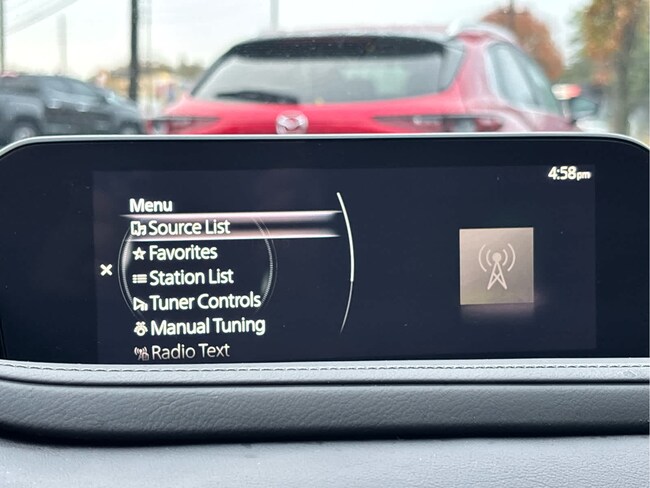 4:58pm
Menu
Source List
Favorites
Station List
Tuner Controls
Manual Tuning
Radio Text